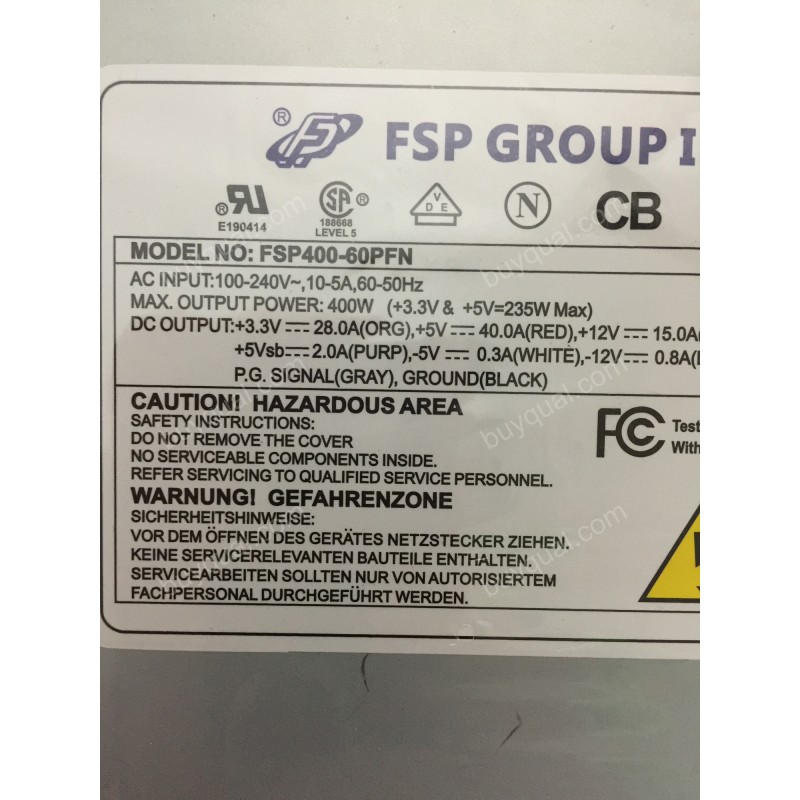 ® FSP GROUP I
® RU SA ® V D E N CB
E190414 188668
LEVEL 5
MODEL NO: FSP400-60PFN
AC INPUT:100-240V~,10-5A,60-50Hz
MAX. OUTPUT POWER: 400W (+3.3V & +5V=235W Max)
DC OUTPUT:+3.3V ⎓ 28.0A(ORG),+5V ⎓ 40.0A(RED),+12V ⎓ 15.0A(
+5Vsb⎓2.0A(PURP),-5V ⎓ 0.3A(WHITE),-12V⎓ 0.8A(
P.G. SIGNAL(GRAY), GROUND(BLACK)
CAUTION! HAZARDOUS AREA
SAFETY INSTRUCTIONS:
DO NOT REMOVE THE COVER
NO SERVICEABLE COMPONENTS INSIDE.
REFER SERVICING TO QUALIFIED SERVICE PERSONNEL.
FC Test
With
WARNUNG! GEFAHRENZONE
SICHERHEITSHINWEISE:
VOR DEM ÖFFNEN DES GERÄTES NETZSTECKER ZIEHEN.
KEINE SERVICERELEVANTEN BAUTEILE ENTHALTEN.
SERVICEARBEITEN SOLLTEN NUR VON AUTORISIERTEM
FACHPERSONAL DURCHGEFÜHRT WERDEN.
buyqual.com
buyqual.com
buyqual.com
buyqual.com